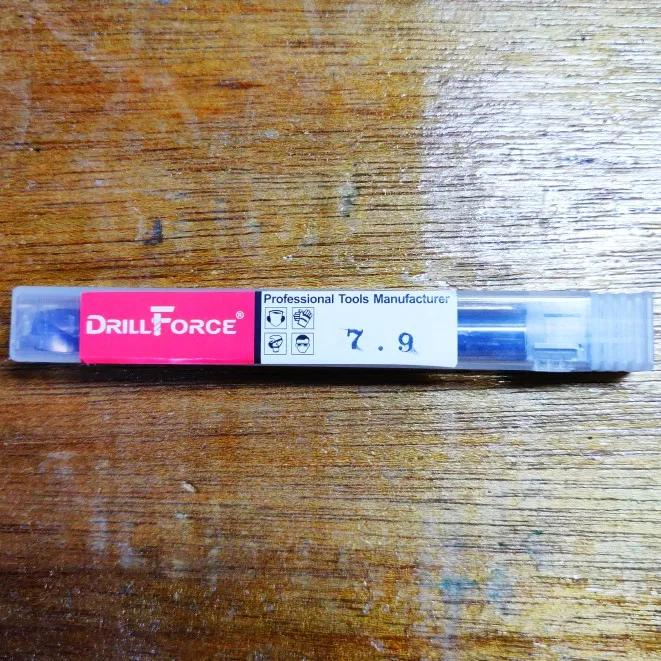 DRILLFORCE®
Professional Tools Manufacturer
7.9